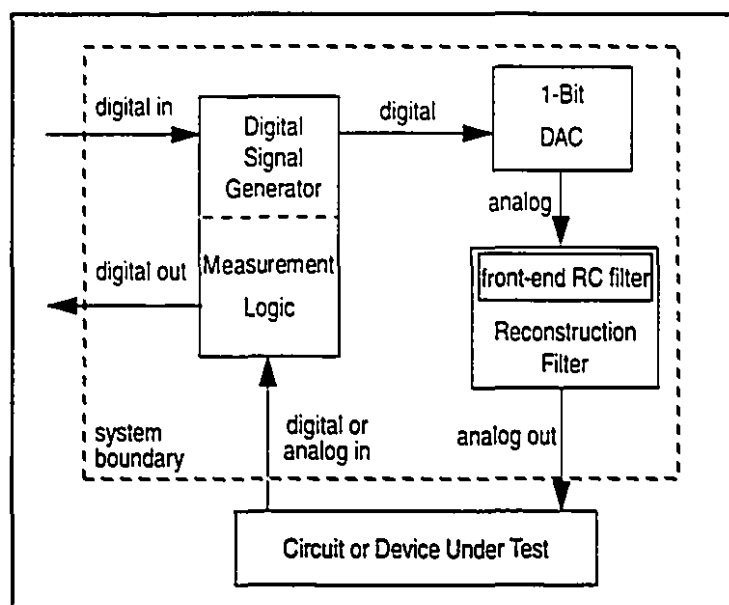 digital in
Digital
Signal
Generator
digital
1-Bit
DAC
analog
digital out
Measurement
Logic
front-end RC filter
Reconstruction
Filter
system
boundary
digital or
analog in
analog out
Circuit or Device Under Test